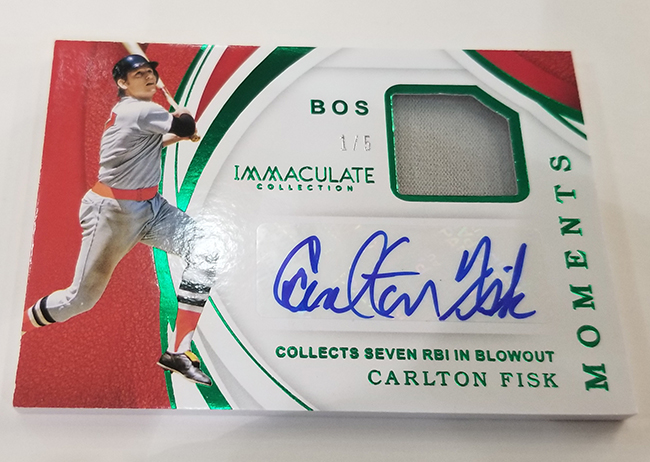 BOS
1/5
IMMACULATE
COLLECTION
Carlton Fisk
COLLECTS SEVEN RBI IN BLOWOUT
CARLTON FISK
MOMENTS